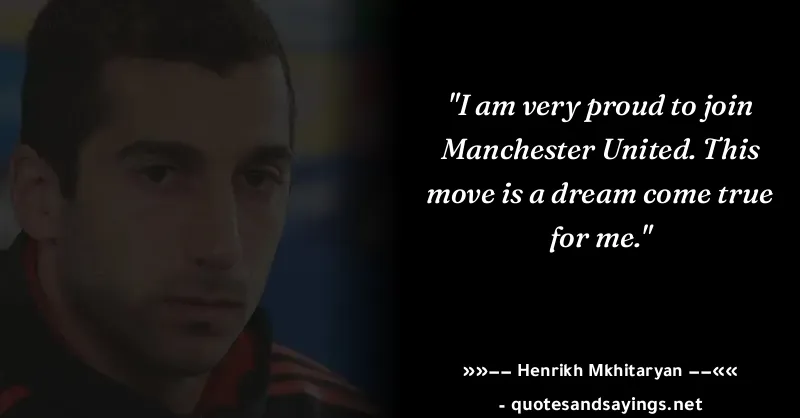 "I am very proud to join
Manchester United. This
move is a dream come true
for me."
»»–– Henrikh Mkhitaryan ––««
- quotesandsayings.net